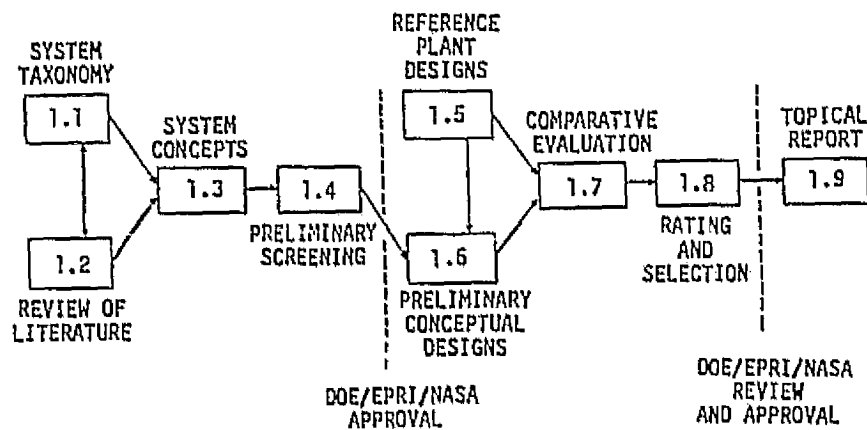 SYSTEM
TAXONOMY
1.1
1.2
REVIEW OF
LITERATURE
SYSTEM
CONCEPTS
1.3
1.4
PRELIMINARY
SCREENING
DOE/EPRI/NASA
APPROVAL
REFERENCE
PLANT
DESIGNS
1.5
1.6
PRELIMINARY
CONCEPTUAL
DESIGNS
COMPARATIVE
EVALUATION
1.7
1.8
RATING
AND
SELECTION
TOPICAL
REPORT
1.9
DOE/EPRI/NASA
REVIEW
AND APPROVAL